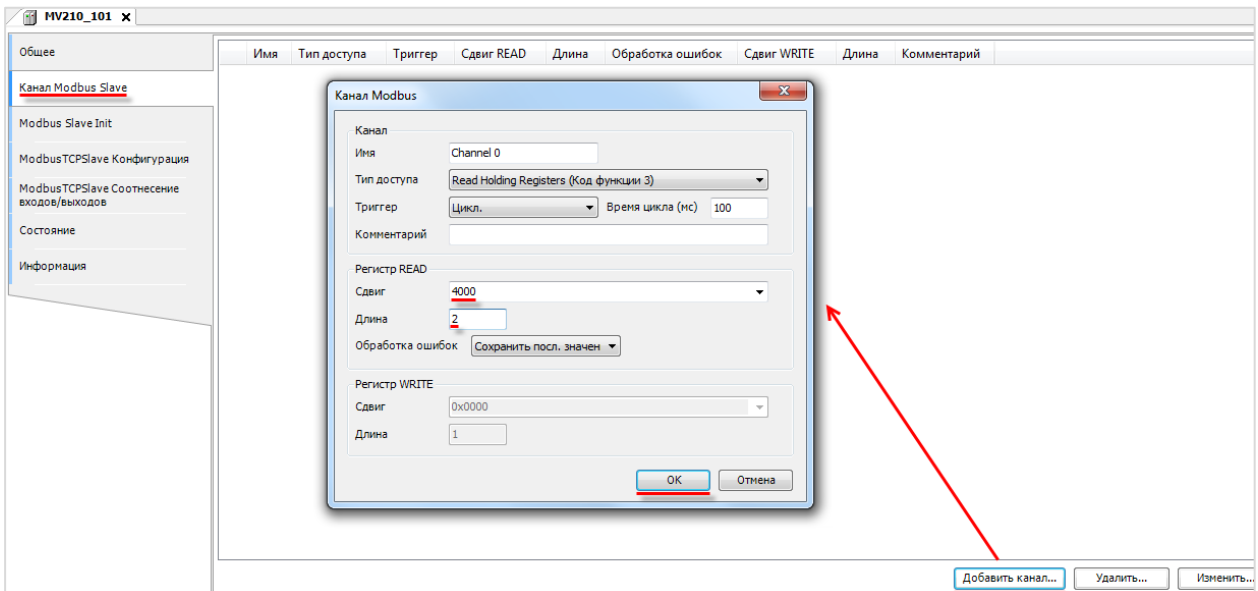 MV210_101 X
Общее
Канал Modbus Slave
Modbus Slave Init
ModbusTCPSlave Конфигурация
ModbusTCPSlave Соотнесение
входов/выходов
Состояние
Информация
Имя Тип доступа Триггер Сдвиг READ Длина Обработка ошибок Сдвиг WRITE Длина Комментарий
Канал Modbus
Канал
Имя Channel 0
Тип доступа Read Holding Registers (Код функции 3)
Триггер Цикл. Время цикла (мс) 100
Комментарий
Регистр READ
Сдвиг 4000
Длина 2
Обработка ошибок Сохранить посл. значен
Регистр WRITE
Сдвиг 0x0000
Длина 1
OK Отмена
Добавить канал... Удалить... Изменить...